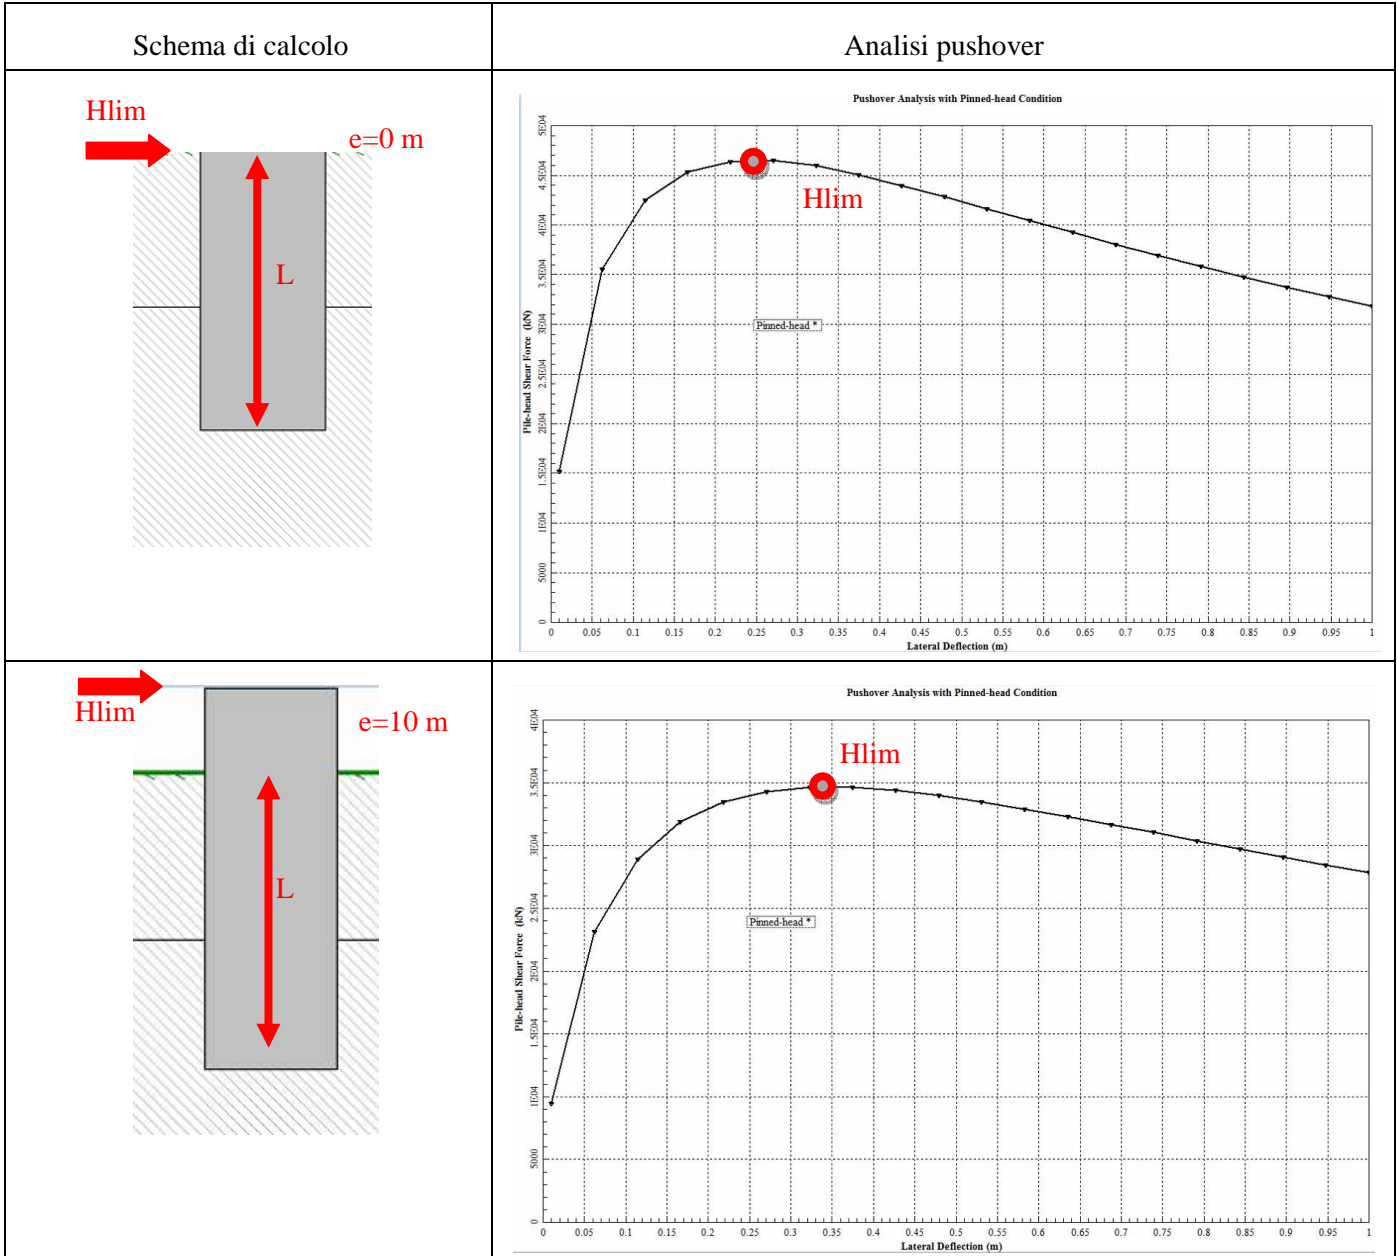 Schema di calcolo
Analisi pushover
Hlim
e=0 m
L
Pushover Analysis with Pinned-head Condition
Pile-head Shear Force (kN)
5E04
4.5E04
4E04
3.5E04
3E04
2.5E04
2E04
1.5E04
1E04
5000
0
Hlim
Pinned-head *
0 0.05 0.1 0.15 0.2 0.25 0.3 0.35 0.4 0.45 0.5 0.55 0.6 0.65 0.7 0.75 0.8 0.85 0.9 0.95 1
Lateral Deflection (m)
Hlim
e=10 m
L
Pushover Analysis with Pinned-head Condition
Pile-head Shear Force (kN)
4E04
3.5E04
3E04
2.5E04
2E04
1.5E04
1E04
5000
0
Hlim
Pinned-head *
0 0.05 0.1 0.15 0.2 0.25 0.3 0.35 0.4 0.45 0.5 0.55 0.6 0.65 0.7 0.75 0.8 0.85 0.9 0.95 1
Lateral Deflection (m)